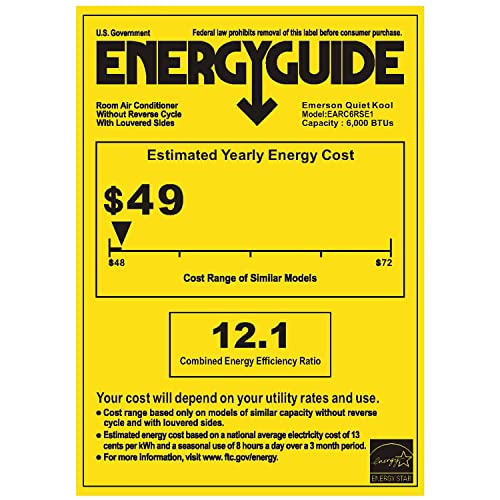 U.S. Government Federal law prohibits removal of this label before consumer purchase.
ENERGYGUIDE
Room Air Conditioner
Without Reverse Cycle
With Louvered Sides
Emerson Quiet Kool
Model:EARC6RSE1
Capacity : 6,000 BTUs
Estimated Yearly Energy Cost
$49
$48 $72
Cost Range of Similar Models
12.1
Combined Energy Efficiency Ratio
Your cost will depend on your utility rates and use.
• Cost range based only on models of similar capacity without reverse
cycle and with louvered sides.
• Estimated energy cost based on a national average electricity cost of 13
cents per kWh and a seasonal use of 8 hours a day over a 3 month period.
• For more Information, visit www. ftc.gov/energy.
energy
ENERGY STAR